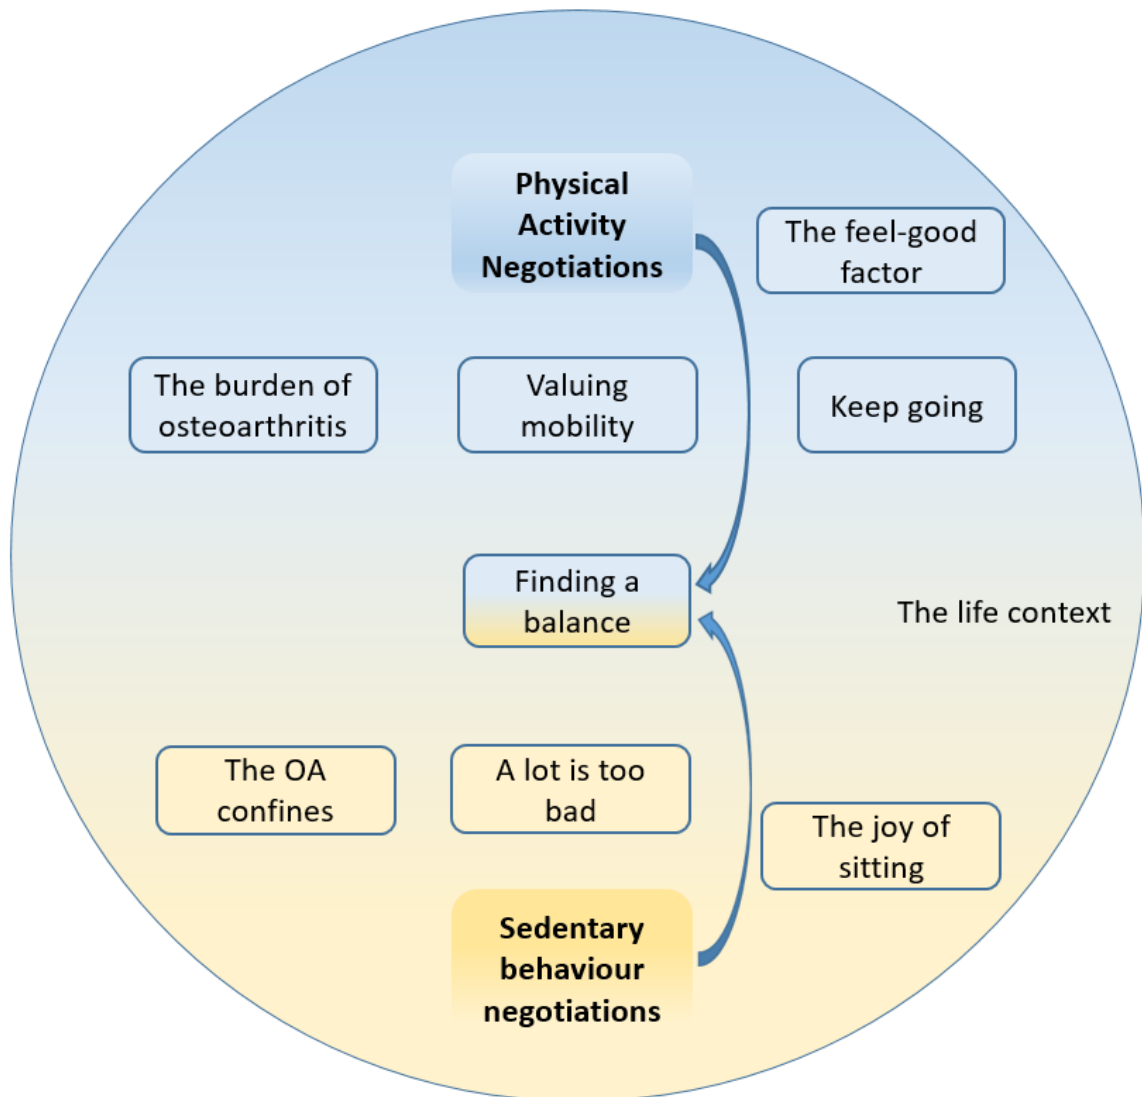 Physical
Activity
Negotiations
The feel-good
factor
The burden of
osteoarthritis
Valuing
mobility
Keep going
Finding a
balance
The life context
The OA
confines
A lot is too
bad
The joy of
sitting
Sedentary
behaviour
negotiations